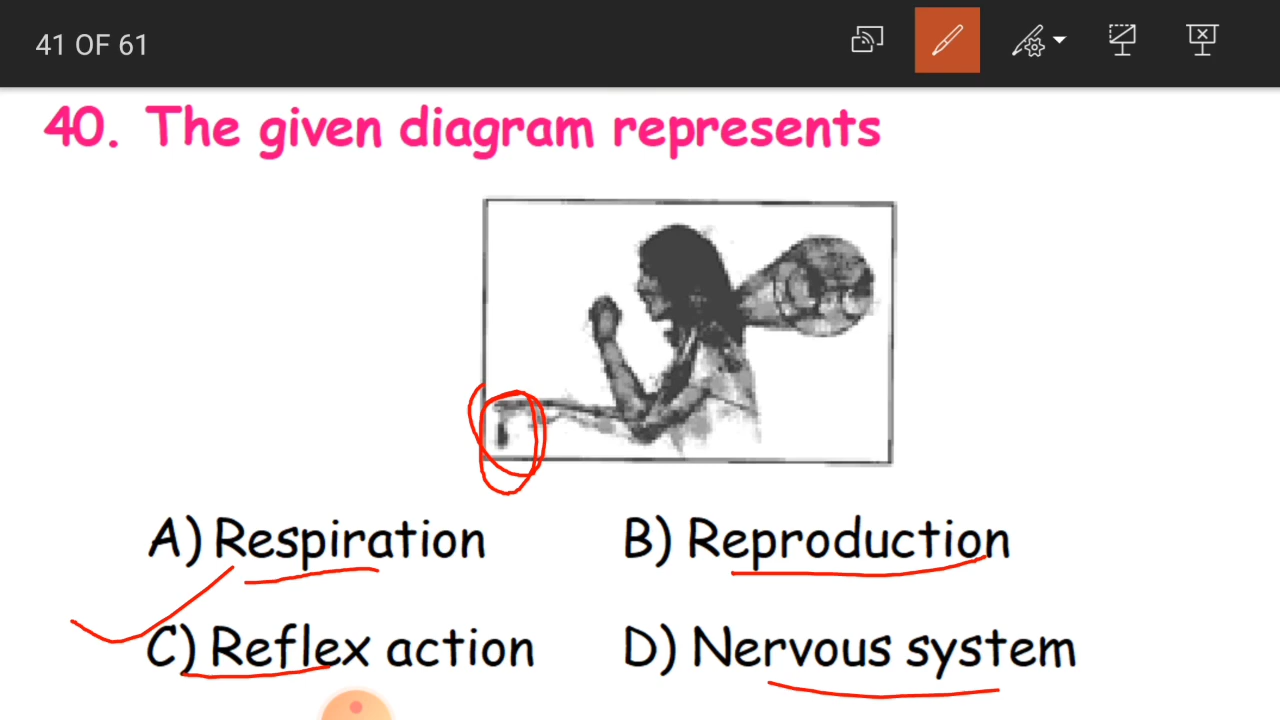 41 OF 61
40. The given diagram represents
A) Respiration B) Reproduction
C) Reflex action D) Nervous system